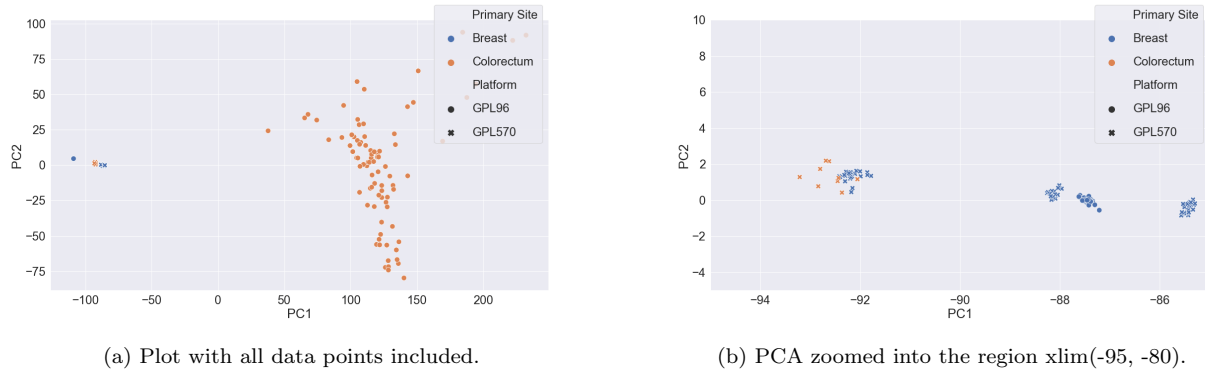 100
75
50
25
0
−25
−50
−75
PC2
−100
−50
0
50
100
150
200
PC1
Primary Site
Breast
Colorectum
Platform
GPL96
GPL570
(a) Plot with all data points included.
10
8
6
4
2
0
−2
−4
PC2
−94
−92
−90
−88
−86
PC1
Primary Site
Breast
Colorectum
Platform
GPL96
GPL570
(b) PCA zoomed into the region xlim(-95, -80).